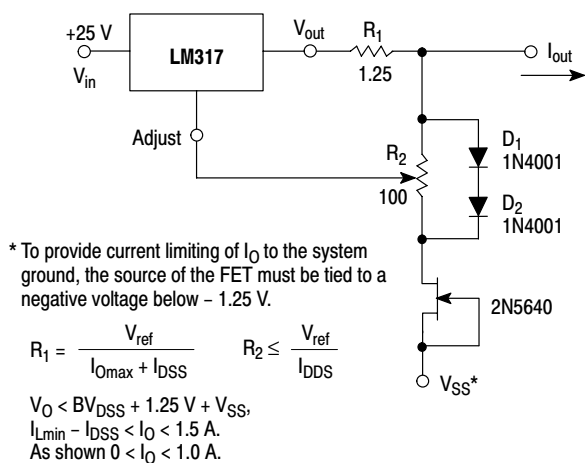 +25 V
V_in
LM317
V_out
R_1
1.25
I_out
Adjust
R_2
100
D_1
1N4001
D_2
1N4001
* To provide current limiting of I_O to the system
ground, the source of the FET must be tied to a
negative voltage below – 1.25 V.
2N5640
R_1 = V_ref / (I_Omax + I_DSS)
R_2 ≤ V_ref / I_DDS
V_SS*
V_O < BV_DSS + 1.25 V + V_SS,
I_Lmin – I_DSS < I_O < 1.5 A.
As shown 0 < I_O < 1.0 A.